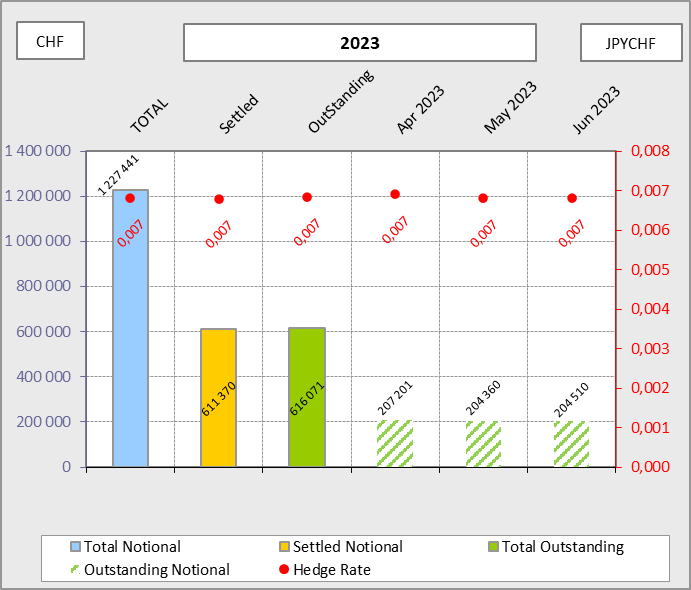 CHF
2023
JPYCHF
TOTAL
Settled
OutStanding
Apr 2023
May 2023
Jun 2023
1 400 000
1 200 000
1 000 000
800 000
600 000
400 000
200 000
0
0,008
0,007
0,006
0,005
0,004
0,003
0,002
0,001
0,000
1 227 441
611 370
616 071
207 201
204 360
204 510
0,007
0,007
0,007
0,007
0,007
0,007
Total Notional
Settled Notional
Total Outstanding
Outstanding Notional
Hedge Rate